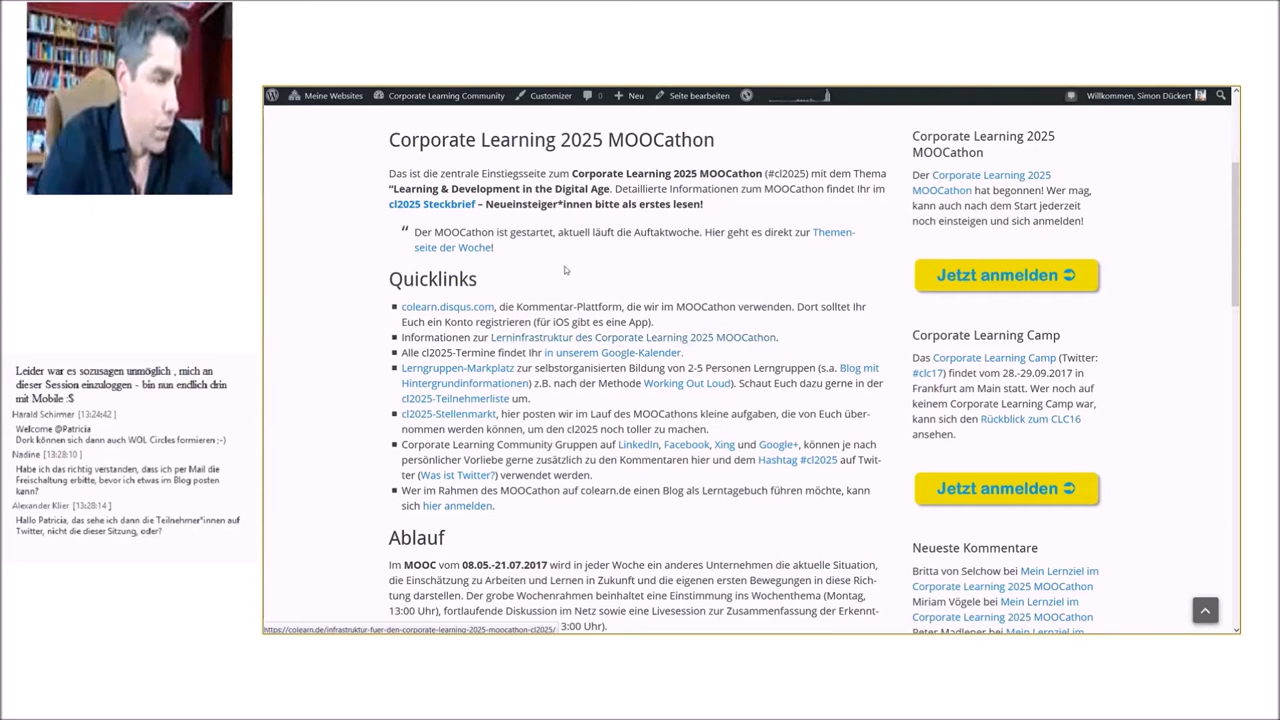 Leider war es sozusagen unmöglich , mich an
dieser Session einzuloggen - bin nun endlich drin
mit Mobile :$
Harald Schirmer [13:24:42 ]
Welcome @Patricia
Dork können sich dann auch WOL Circles formieren ;-)
Nadine [13:28:10 ]
Habe ich das richtig verstanden, dass ich per Mail die
Freischaltung erbitte, bevor ich etwas im Blog posten
kann?
Alexander Klier [13:28:14 ]
Hallo Patricia, das sehe ich dann die Teilnehmer*innen auf
Twitter, nicht die dieser Sitzung, oder?
Meine Websites Corporate Learning Community Customizer 0 Neu Seite bearbeiten Willkommen, Simon Dückert
Corporate Learning 2025 MOOCathon
Das ist die zentrale Einstiegsseite zum Corporate Learning 2025 MOOCathon (#cl2025) mit dem Thema
"Learning & Development in the Digital Age. Detaillierte Informationen zum MOOCathon findet Ihr im
cl2025 Steckbrief – Neueinsteiger*innen bitte als erstes lesen!
“ Der MOOCathon ist gestartet, aktuell läuft die Auftaktwoche. Hier geht es direkt zur Themen-
seite der Woche!
Quicklinks
▪ colearn.disqus.com, die Kommentar-Plattform, die wir im MOOCathon verwenden. Dort solltet Ihr
Euch ein Konto registrieren (für iOS gibt es eine App).
▪ Informationen zur Lerninfrastruktur des Corporate Learning 2025 MOOCathon.
▪ Alle cl2025-Termine findet Ihr in unserem Google-Kalender.
▪ Lerngruppen-Markplatz zur selbstorganisierten Bildung von 2-5 Personen Lerngruppen (s.a. Blog mit
Hintergrundinformationen) z.B. nach der Methode Working Out Loud). Schaut Euch dazu gerne in der
cl2025-Teilnehmerliste um.
▪ cl2025-Stellenmarkt, hier posten wir im Lauf des MOOCathons kleine aufgaben, die von Euch über-
nommen werden können, um den cl2025 noch toller zu machen.
▪ Corporate Learning Community Gruppen auf LinkedIn, Facebook, Xing und Google+, können je nach
persönlicher Vorliebe gerne zusätzlich zu den Kommentaren hier und dem Hashtag #cl2025 auf Twit-
ter (Was ist Twitter?) verwendet werden.
▪ Wer im Rahmen des MOOCathon auf colearn.de einen Blog als Lerntagebuch führen möchte, kann
sich hier anmelden.
Ablauf
Im MOOC vom 08.05.-21.07.2017 wird in jeder Woche ein anderes Unternehmen die aktuelle Situation,
die Einschätzung zu Arbeiten und Lernen in Zukunft und die eigenen ersten Bewegungen in diese Rich-
tung darstellen. Der grobe Wochenrahmen beinhaltet eine Einstimmung ins Wochenthema (Montag,
13:00 Uhr), fortlaufende Diskussion im Netz sowie eine Livesession zur Zusammenfassung der Erkennt-
3:00 Uhr).
https://colearn.de/infrastruktur-fuer-den-corporate-learning-2025-moocathon-cl2025/
Corporate Learning 2025
MOOCathon
Der Corporate Learning 2025
MOOCathon hat begonnen! Wer mag,
kann auch nach dem Start jederzeit
noch einsteigen und sich anmelden!
Jetzt anmelden
Corporate Learning Camp
Das Corporate Learning Camp (Twitter:
#clc17) findet vom 28.-29.09.2017 in
Frankfurt am Main statt. Wer noch auf
keinem Corporate Learning Camp war,
kann sich den Rückblick zum CLC16
ansehen.
Jetzt anmelden
Neueste Kommentare
Britta von Selchow bei Mein Lernziel im
Corporate Learning 2025 MOOCathon
Miriam Vögele bei Mein Lernziel im
Corporate Learning 2025 MOOCathon
Peter Madlener bei Mein Lernziel im